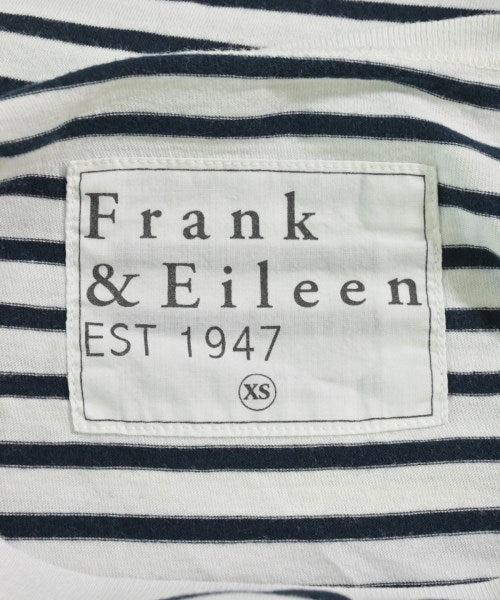 Frank
& Eileen
EST 1947
XS